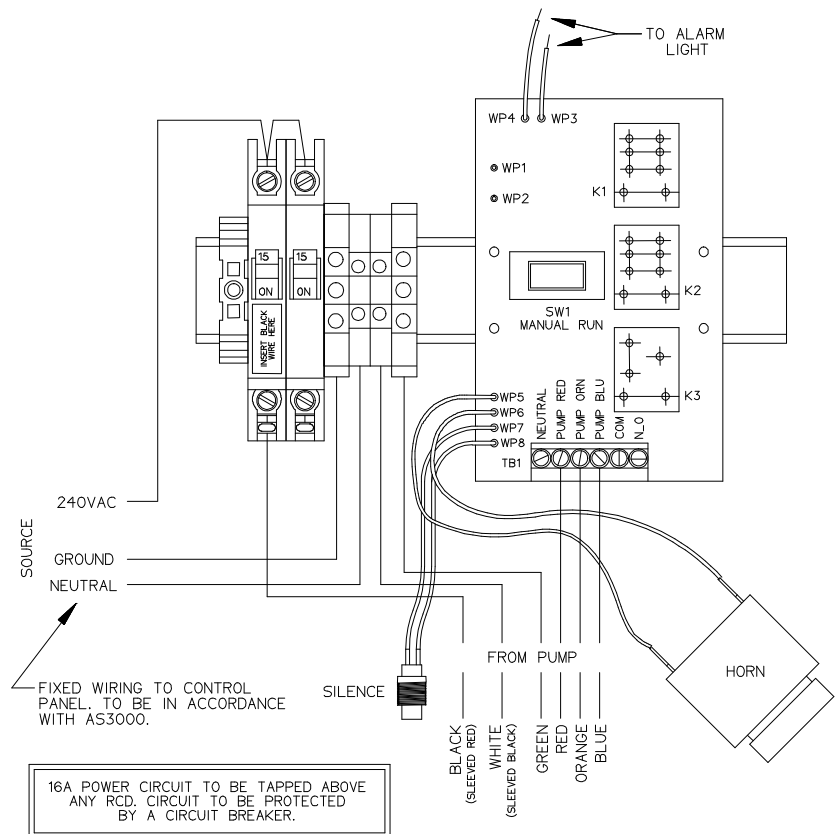 TO ALARM
LIGHT
WP4
WP3
WP1
WP2
K1
15
15
ON
ON
INSERT BLACK
WIRE HERE
SW1
MANUAL RUN
K2
K3
WP5
WP6
WP7
WP8
NEUTRAL
PUMP RED
PUMP ORN
PUMP BLU
COM
N_O
TB1
SOURCE
240VAC
GROUND
NEUTRAL
FIXED WIRING TO CONTROL
PANEL. TO BE IN ACCORDANCE
WITH AS3000.
SILENCE
FROM PUMP
HORN
BLACK
(SLEEVED RED)
WHITE
(SLEEVED BLACK)
GREEN
RED
ORANGE
BLUE
16A POWER CIRCUIT TO BE TAPPED ABOVE
ANY RCD. CIRCUIT TO BE PROTECTED
BY A CIRCUIT BREAKER.